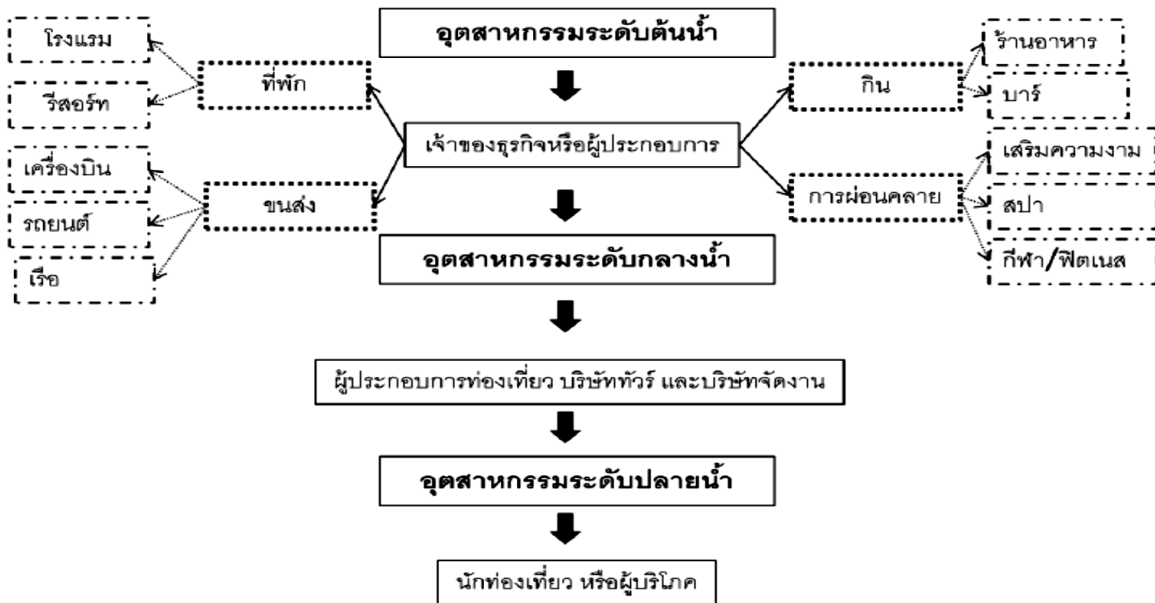 โรงแรม
อุตสาหกรรมระดับต้นน้ำ
ร้านอาหาร
ที่พัก
กิน
รีสอร์ท
บาร์
เจ้าของธุรกิจหรือผู้ประกอบการ
เครื่องบิน
เสริมความงาม
ขนส่ง
การผ่อนคลาย
รถยนต์
สปา
อุตสาหกรรมระดับกลางน้ำ
เรือ
กีฬา/ฟิตเนส
ผู้ประกอบการท่องเที่ยว บริษัททัวร์ และบริษัทจัดงาน
อุตสาหกรรมระดับปลายน้ำ
นักท่องเที่ยว หรือผู้บริโภค